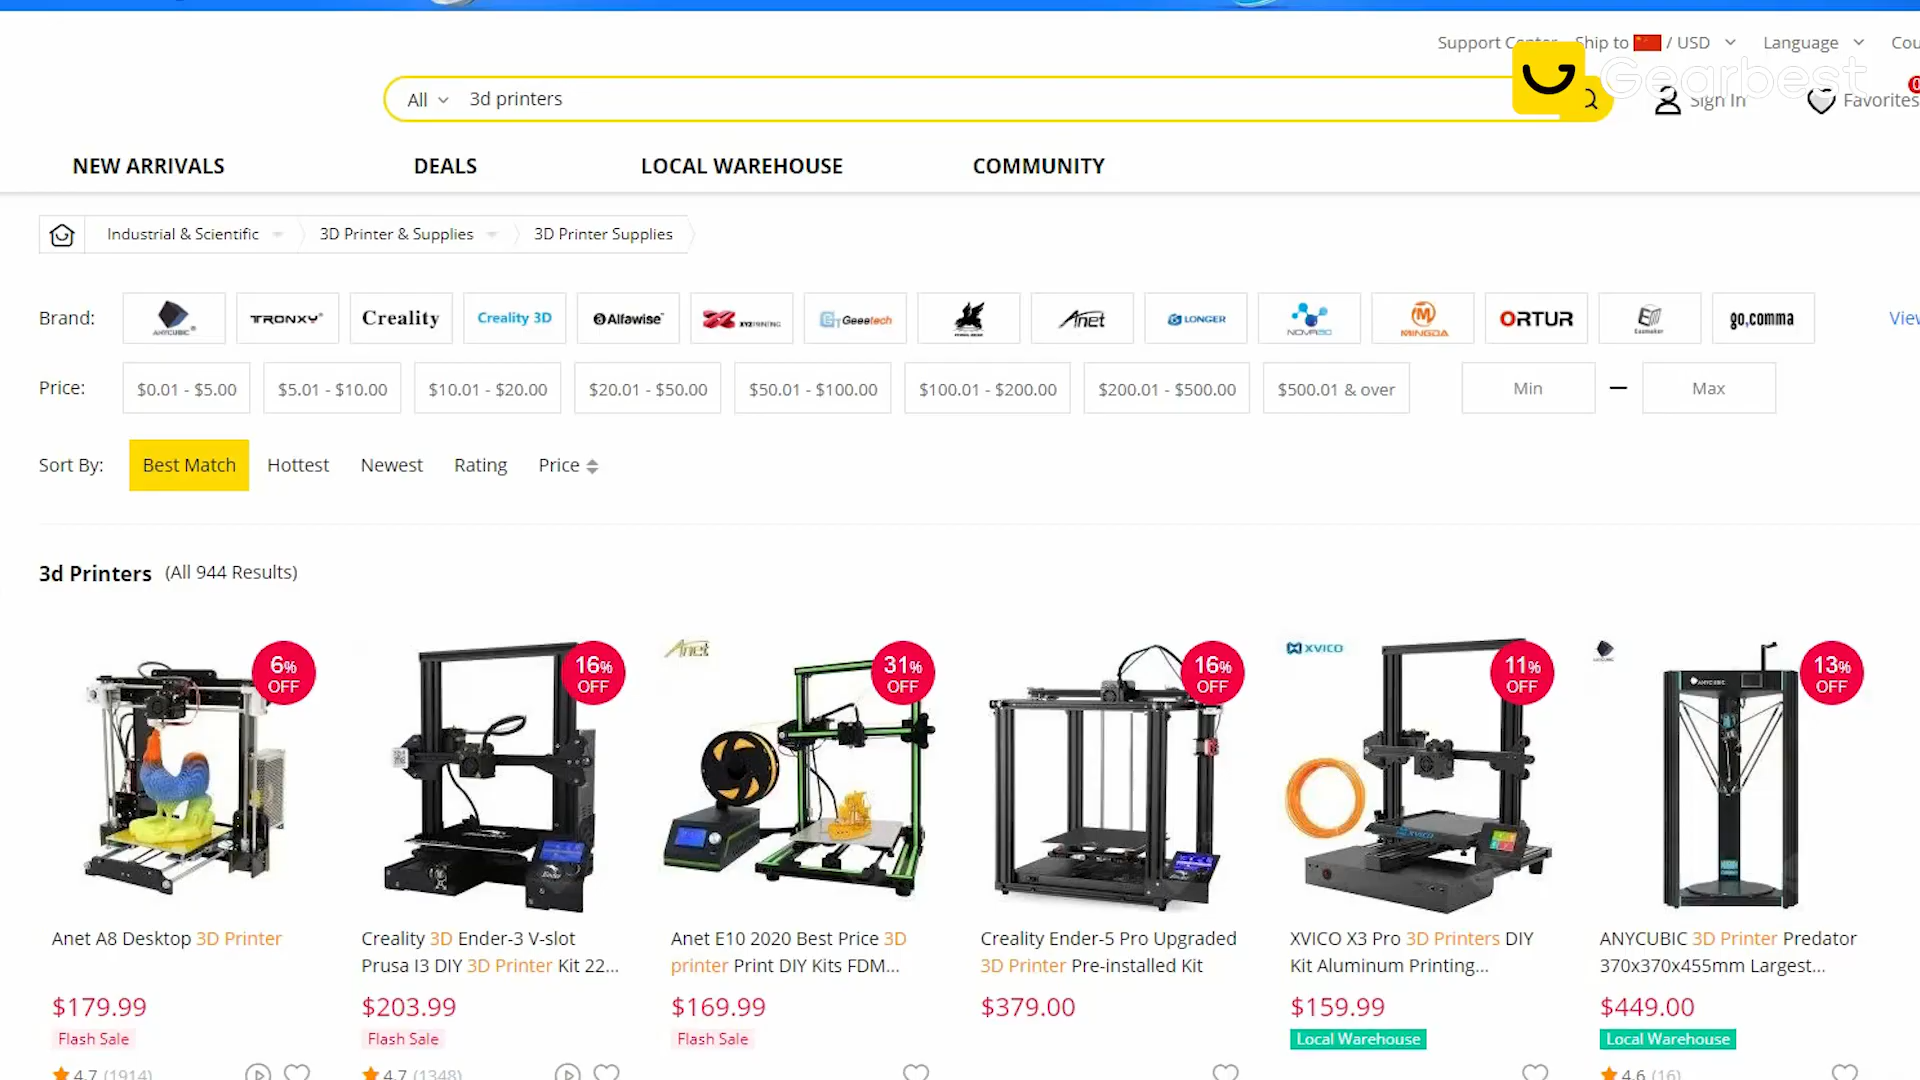 Support Center Ship to / USD Language
Gearbest
All 3d printers
Sign In Favorites
NEW ARRIVALS DEALS LOCAL WAREHOUSE COMMUNITY
Industrial & Scientific 3D Printer & Supplies 3D Printer Supplies
Brand: ANYCUBIC TRONXY Creality Creality 3D Alfawise XYZPRINTING Geeetech Anet LONGER NOVA3D MINGDA ORTUR go,comma
Price: $0.01 - $5.00 $5.01 - $10.00 $10.01 - $20.00 $20.01 - $50.00 $50.01 - $100.00 $100.01 - $200.00 $200.01 - $500.00 $500.01 & over Min — Max
Sort By: Best Match Hottest Newest Rating Price
3d Printers (All 944 Results)
6% OFF
16% OFF
Anet
31% OFF
16% OFF
XVICO
11% OFF
ANYCUBIC
13% OFF
Anet A8 Desktop 3D Printer
$179.99
Flash Sale
4.7 (1914)
Creality 3D Ender-3 V-slot
Prusa I3 DIY 3D Printer Kit 22...
$203.99
Flash Sale
4.7 (1348)
Anet E10 2020 Best Price 3D
printer Print DIY Kits FDM...
$169.99
Flash Sale
Creality Ender-5 Pro Upgraded
3D Printer Pre-installed Kit
$379.00
XVICO X3 Pro 3D Printers DIY
Kit Aluminum Printing...
$159.99
Local Warehouse
ANYCUBIC 3D Printer Predator
370x370x455mm Largest...
$449.00
Local Warehouse
4.6 (16)